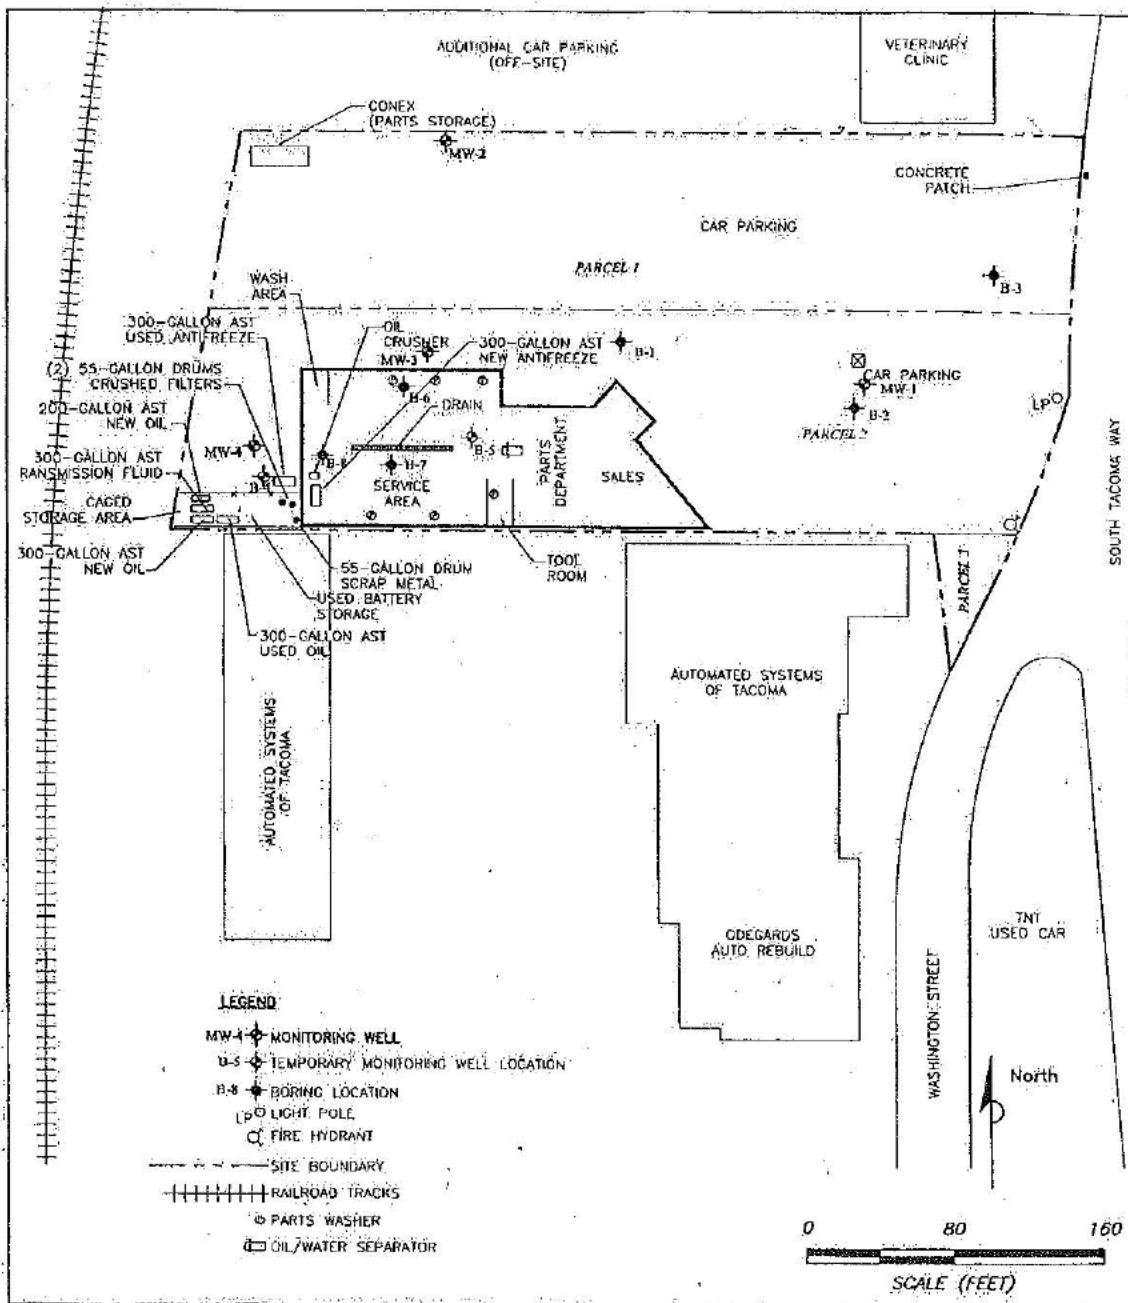 ADDITIONAL CAR PARKING
(OFF-SITE)
VETERINARY
CLINIC
CONEX
(PARTS STORAGE)
MW-2
CONCRETE
PATCH
CAR PARKING
PARCEL 1
B-3
WASH
AREA
300-GALLON AST
USED ANTIFREEZE
OIL
CRUSHER
MW-3
300-GALLON AST
NEW ANTIFREEZE
B-1
(2) 55-GALLON DRUMS
CRUSHED FILTERS
CAR PARKING
MW-1
B-2
LP
PARCEL 2
200-GALLON AST
NEW OIL
B-6
DRAIN
MW-4
B-5
B-7
SERVICE
AREA
PARTS
DEPARTMENT
SALES
300-GALLON AST
RANSMISSION FLUID
CAGED
STORAGE AREA
300-GALLON AST
NEW OIL
55-GALLON DRUM
SCRAP METAL
USED BATTERY
STORAGE
300-GALLON AST
USED OIL
TOOL
ROOM
SOUTH TACOMA WAY
AUTOMATED SYSTEMS
OF TACOMA
AUTOMATED SYSTEMS
OF TACOMA
ODEGARDS
AUTO REBUILD
TNT
USED CAR
WASHINGTON STREET
North
LEGEND
MW-4 MONITORING WELL
B-5 TEMPORARY MONITORING WELL LOCATION
B-8 BORING LOCATION
LP LIGHT POLE
FIRE HYDRANT
SITE BOUNDARY
RAILROAD TRACKS
PARTS WASHER
OIL/WATER SEPARATOR
0 80 160
SCALE (FEET)